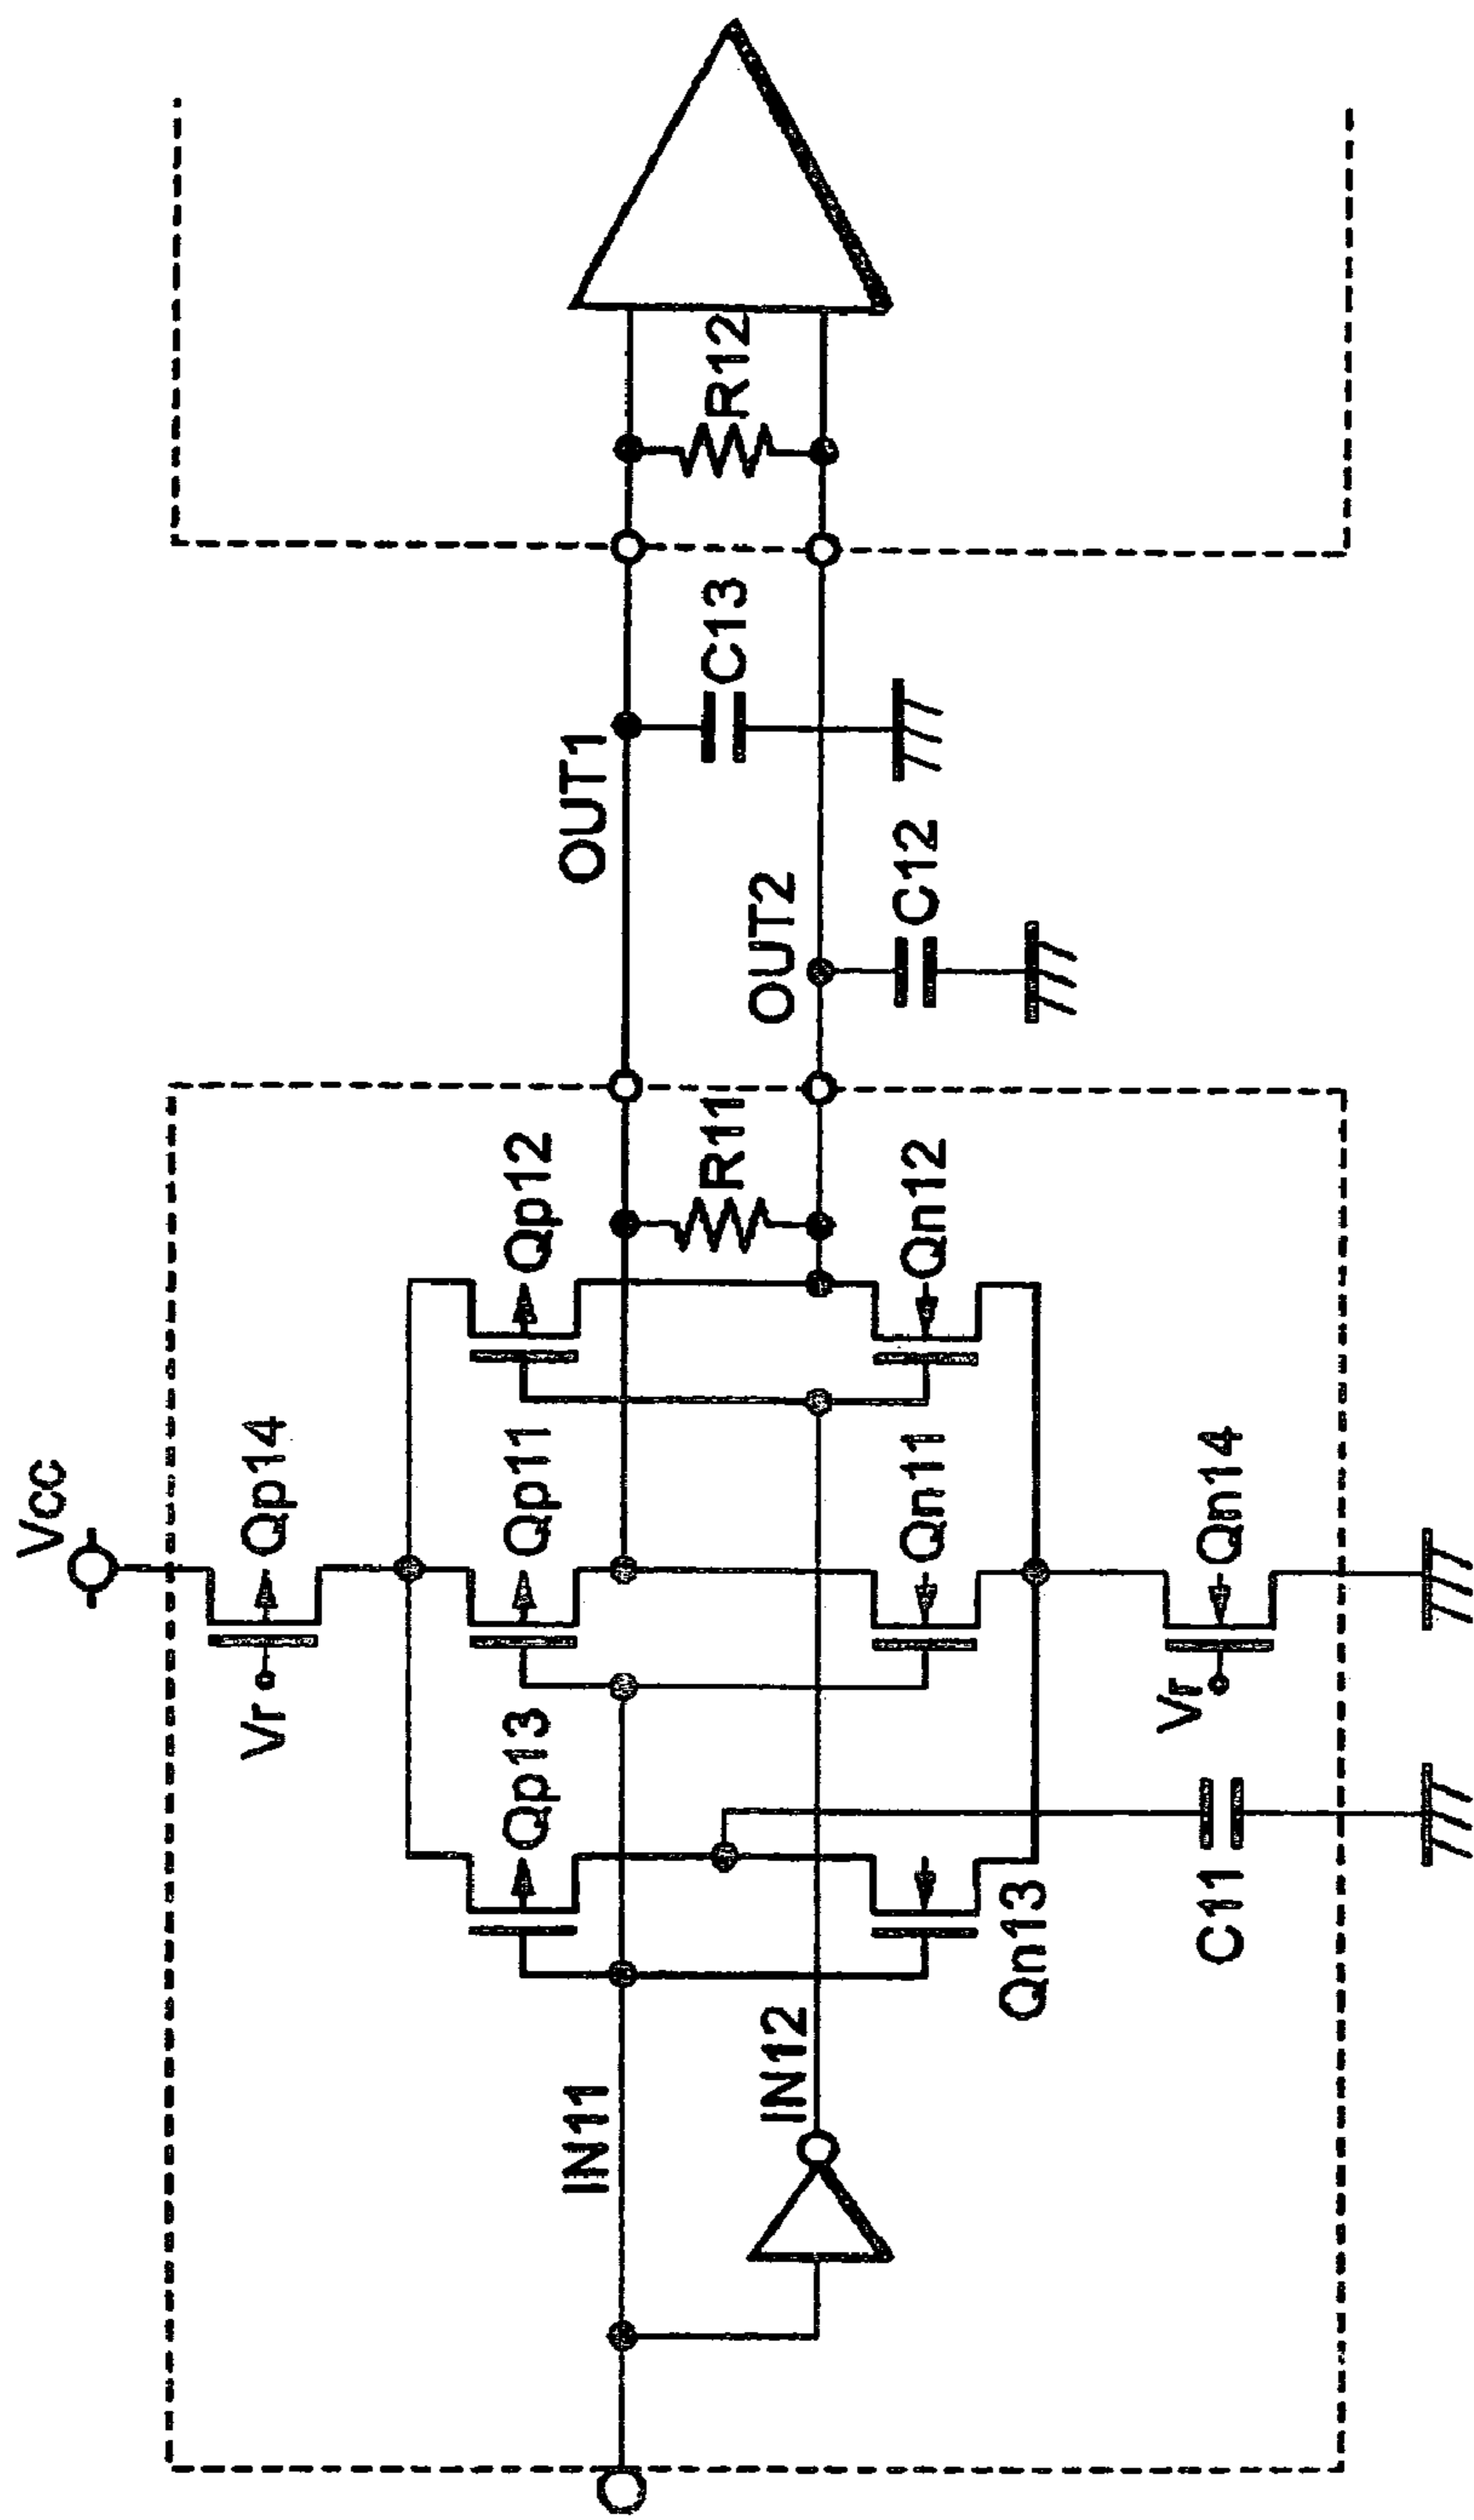 Vcc
Vr
Qp14
Qp13
Qp11
Qp12
IN11
OUT1
R11
C13
R12
IN12
OUT2
Qn11
Qn12
C12
Qn13
C11
Vr
Qn14